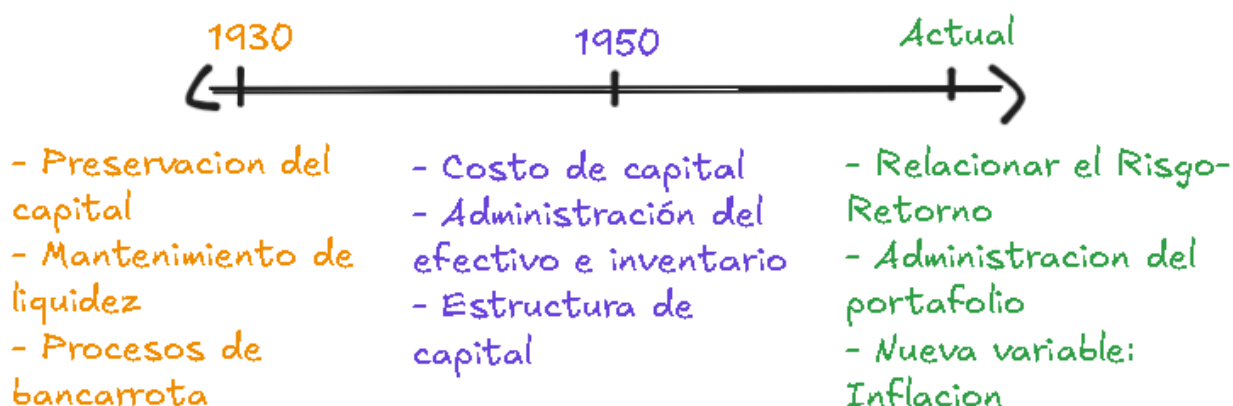 1930
1950
Actual
- Preservacion del
capital
- Mantenimiento de
liquidez
- Procesos de
bancarrota
- Costo de capital
- Administración del
efectivo e inventario
- Estructura de
capital
- Relacionar el Risgo-
Retorno
- Administracion del
portafolio
- Nueva variable:
Inflacion